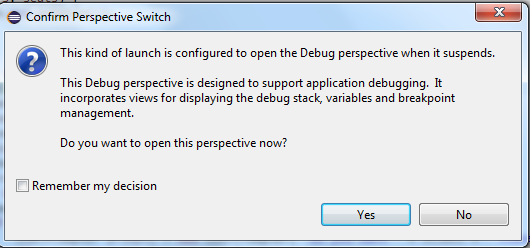 Confirm Perspective Switch
This kind of launch is configured to open the Debug perspective when it suspends.
This Debug perspective is designed to support application debugging. It
incorporates views for displaying the debug stack, variables and breakpoint
management.
Do you want to open this perspective now?
Remember my decision
Yes
No